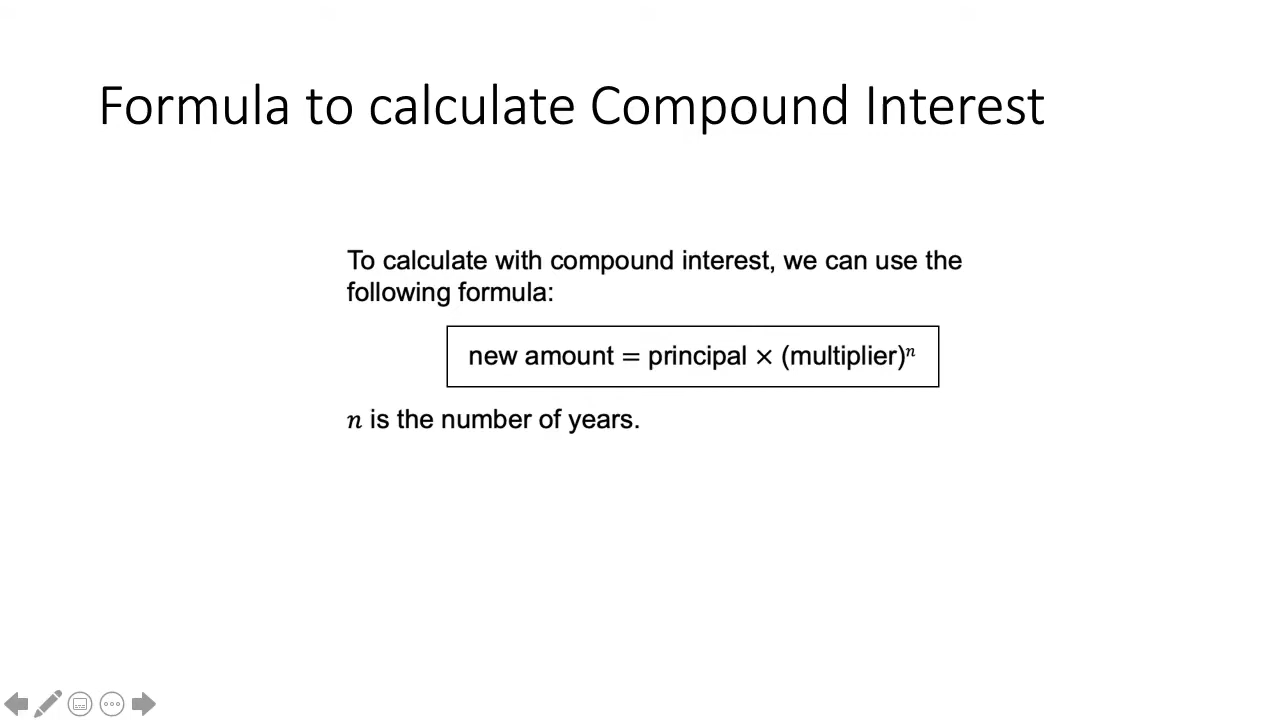 Formula to calculate Compound Interest
To calculate with compound interest, we can use the
following formula:
new amount = principal × (multiplier)ⁿ
n is the number of years.